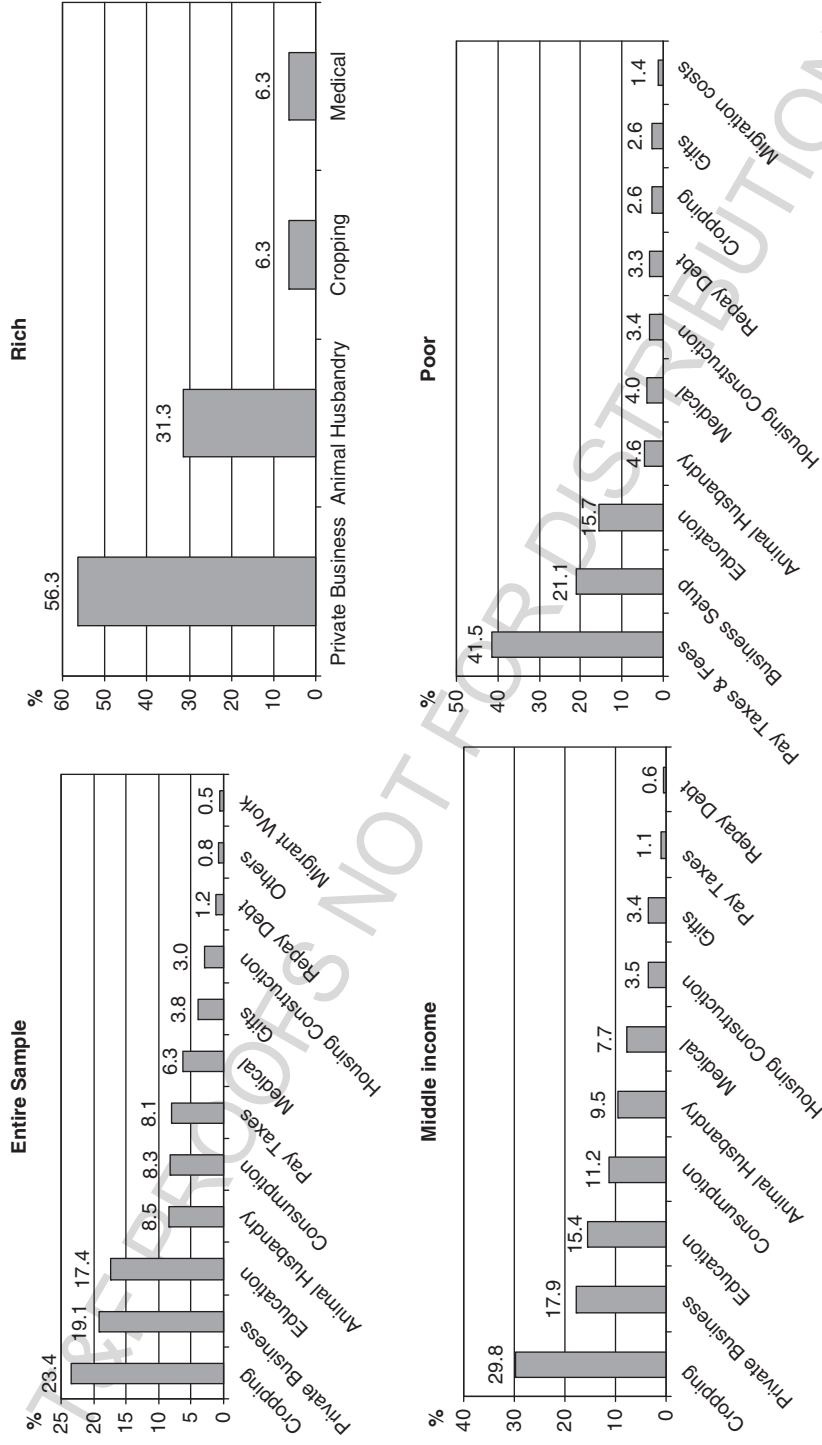 Entire Sample
%
25
20
15
10
5
0
23.4
19.1
17.4
8.5
8.3
8.1
6.3
3.8
3.0
1.2
0.8
0.5
Cropping
Private Business
Education
Animal Husbandry
Consumption
Pay Taxes
Medical
Gifts
Housing Construction
Repay Debt
Others
Migrant Work
Rich
%
60
50
40
30
20
10
0
56.3
31.3
6.3
6.3
Private Business Animal Husbandry Cropping Medical
Middle income
%
40
30
20
10
0
29.8
17.9
15.4
11.2
9.5
7.7
3.5
3.4
1.1
0.6
Cropping
Private Business
Education
Consumption
Animal Husbandry
Medical
Housing Construction
Gifts
Pay Taxes
Repay Debt
Poor
%
50
40
30
20
10
0
41.5
21.1
15.7
4.6
4.0
3.4
3.3
2.6
2.6
1.4
Pay Taxes & Fees
Business Setup
Education
Animal Husbandry
Medical
Housing Construction
Repay Debt
Cropping
Gifts
Migration costs
T&F PROOFS NOT FOR DISTRIBUTION